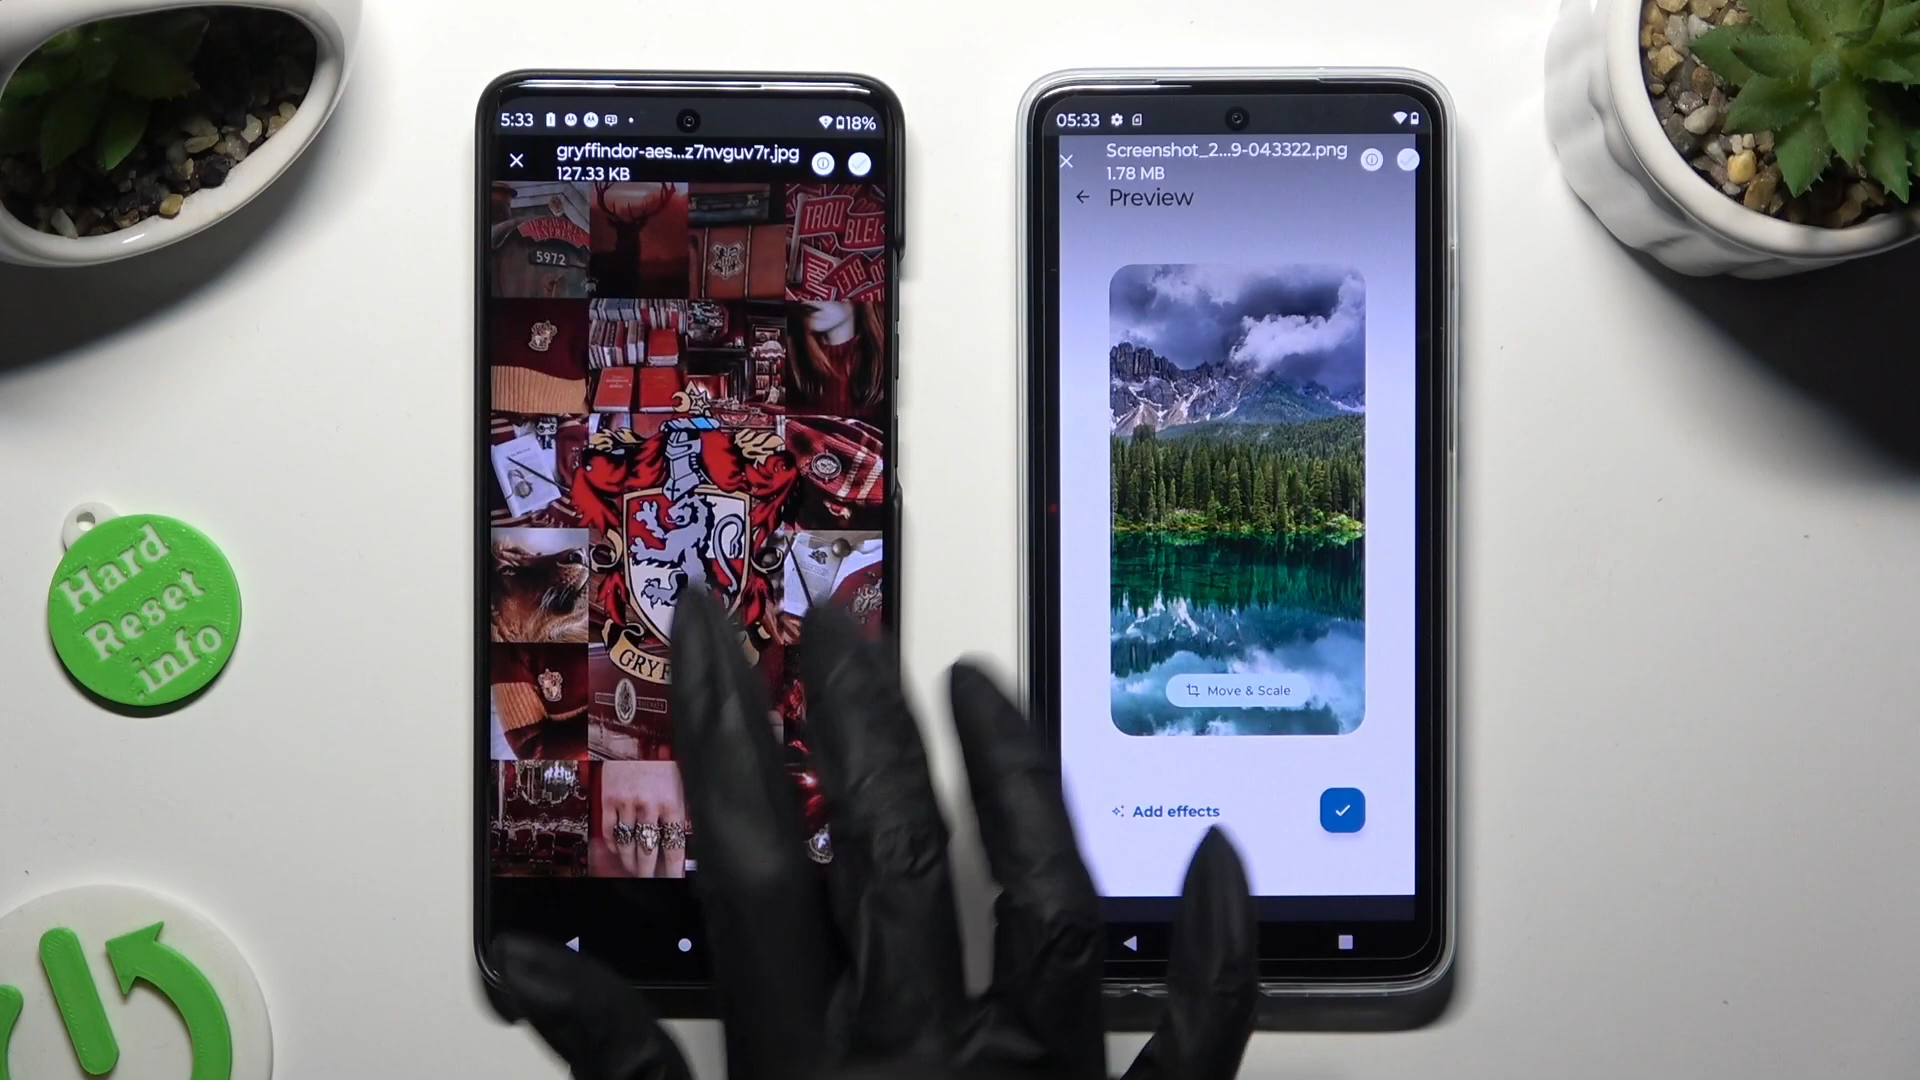 5:33
18%
gryffindor-aes...z7nvguv7r.jpg
127.33 KB
5972
TROU
BLE!
GRYF
05:33
Screenshot_2...9-043322.png
1.78 MB
Preview
Move & Scale
Add effects
Hard
Reset
info